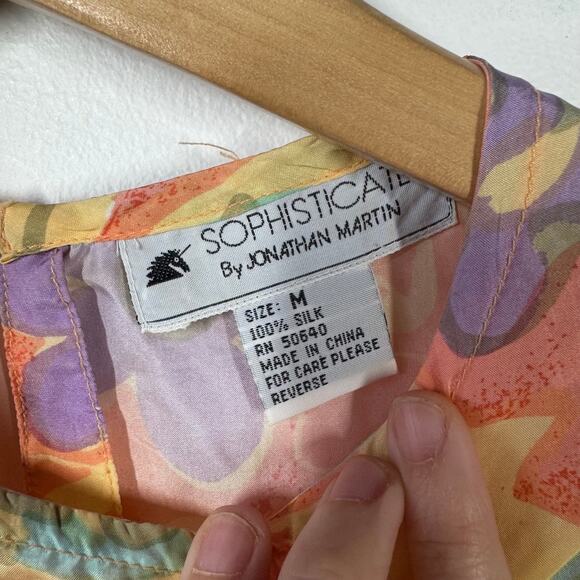 SOPHISTICATE
By JONATHAN MARTIN
SIZE: M
100% SILK
RN 50640
MADE IN CHINA
FOR CARE PLEASE
REVERSE